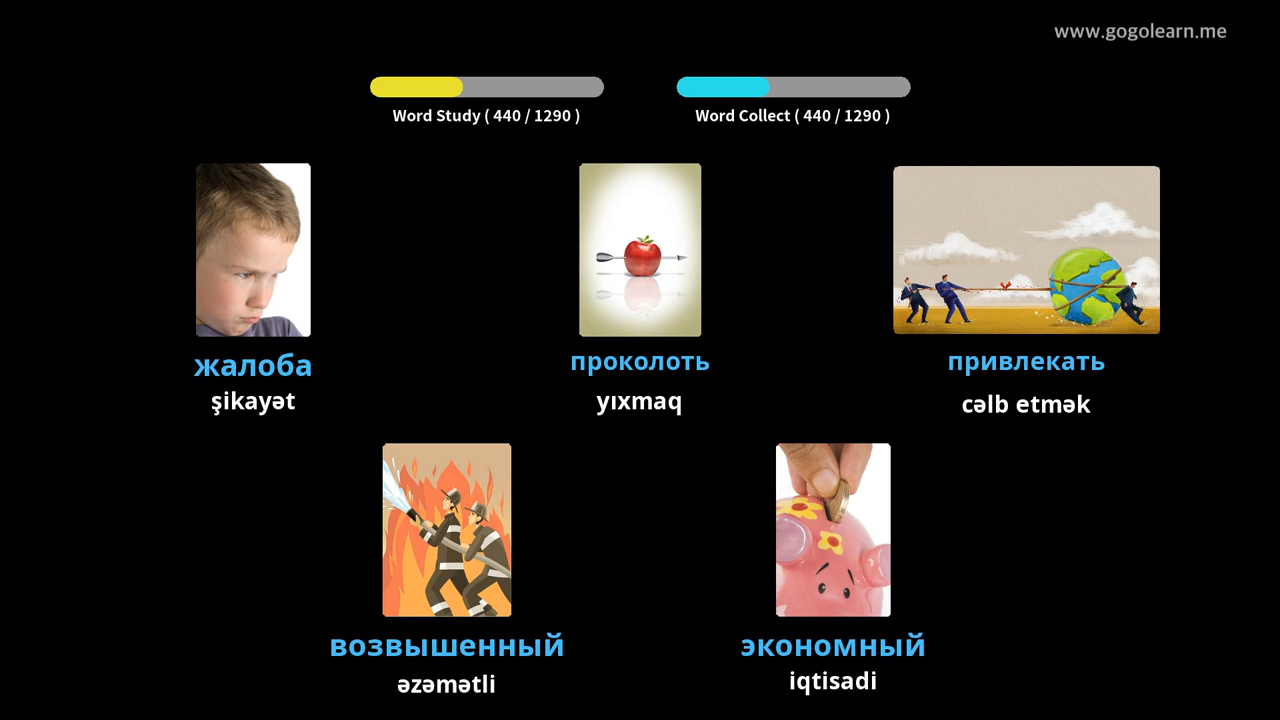 www.gogolearn.me
Word Study ( 440 / 1290 )
Word Collect ( 440 / 1290 )
жалоба
şikayət
проколоть
yıxmaq
привлекать
cəlb etmək
возвышенный
əzəmətli
экономный
iqtisadi